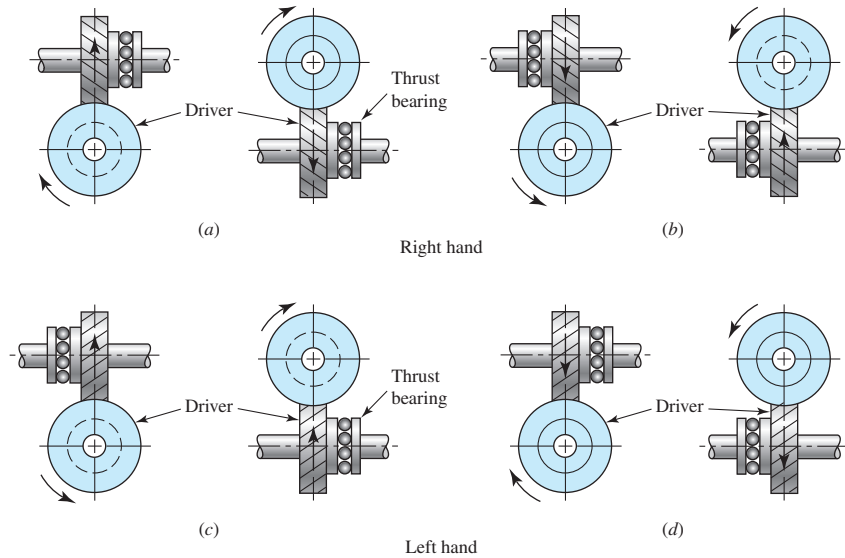 Thrust
bearing
Driver
Driver
(a)
(b)
Right hand
Thrust
bearing
Driver
Driver
(c)
(d)
Left hand